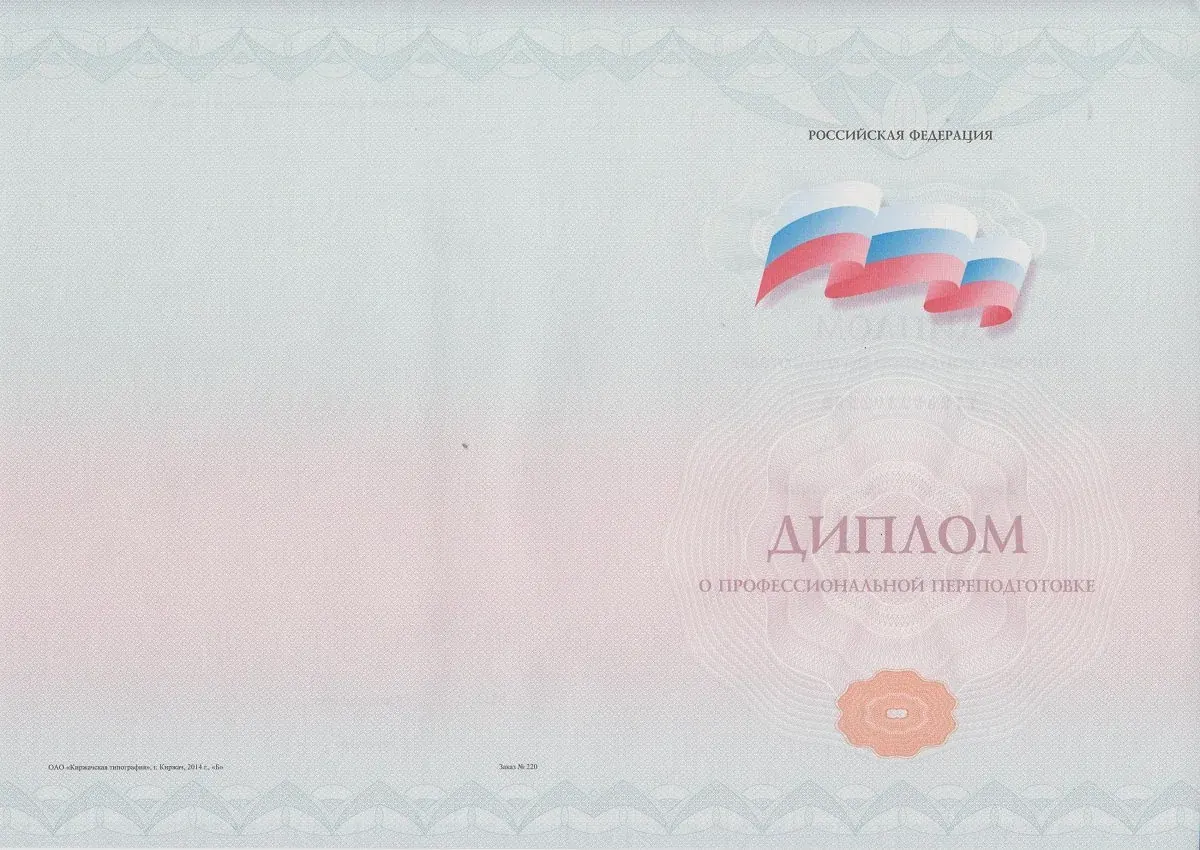 РОССИЙСКАЯ ФЕДЕРАЦИЯ
ДИПЛОМ
О ПРОФЕССИОНАЛЬНОЙ ПЕРЕПОДГОТОВКЕ
ОАО «Киржачская типография», г. Киржач, 2014 г., «Б»
Заказ № 220